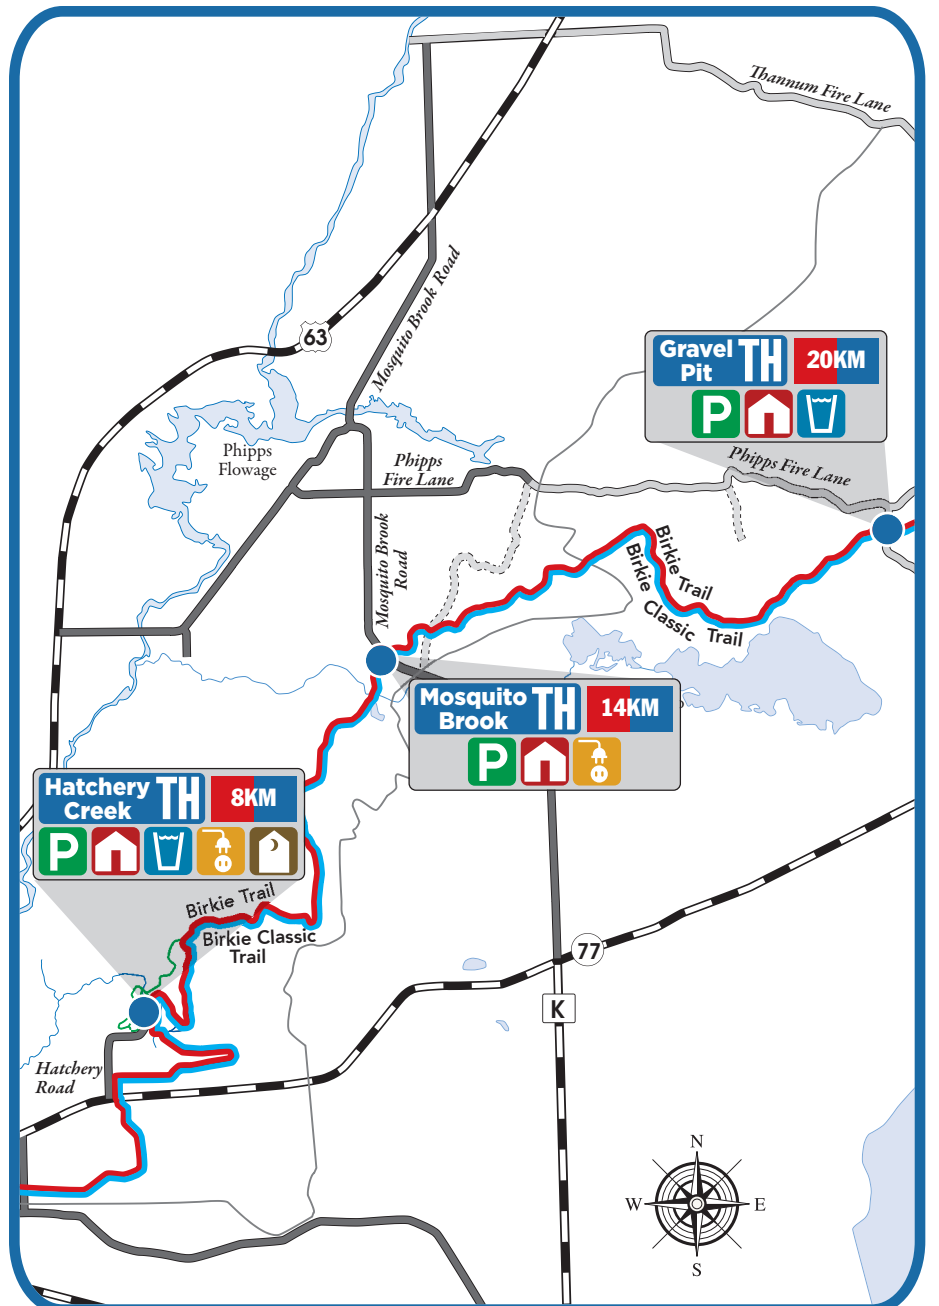 Thannum Fire Lane
Mosquito Brook Road
63
Gravel
Pit
TH
20KM
P
Phipps
Flowage
Phipps
Fire Lane
Phipps Fire Lane
Mosquito Brook
Road
Birkie Trail
Birkie Classic Trail
Mosquito
Brook
TH
14KM
P
Hatchery
Creek
TH
8KM
P
Birkie Trail
Birkie Classic
Trail
77
K
Hatchery
Road
N
W
E
S